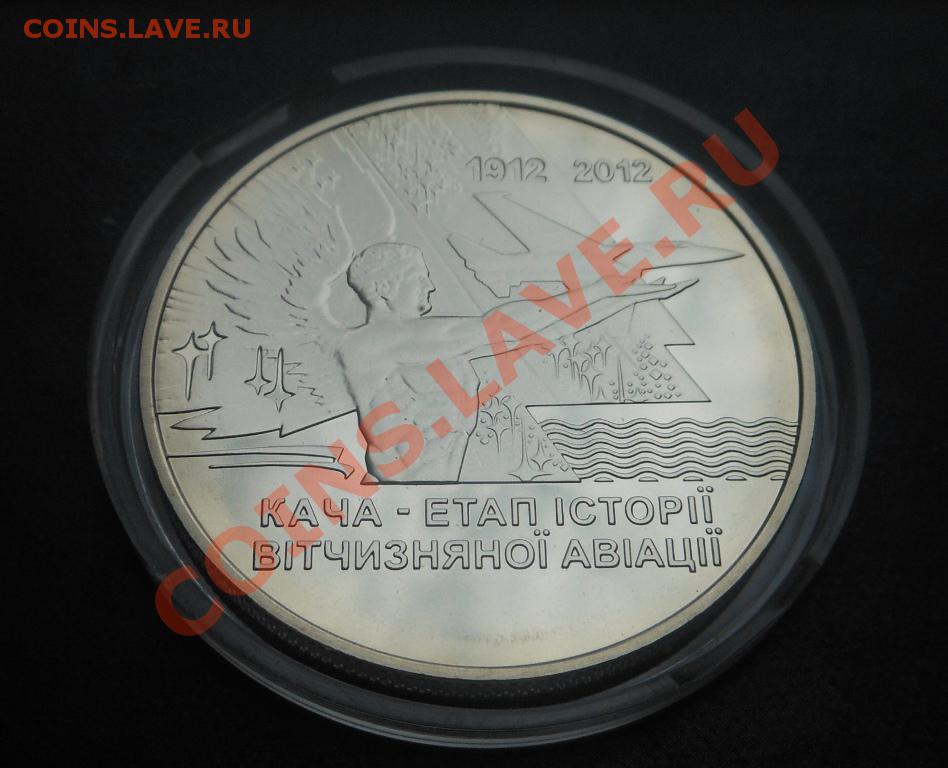 COINS.LAVE.RU
1912 2012
COINS.LAVE.RU
КАЧА - ЕТАП ІСТОРІЇ
ВІТЧИЗНЯНОЇ АВІАЦІЇ